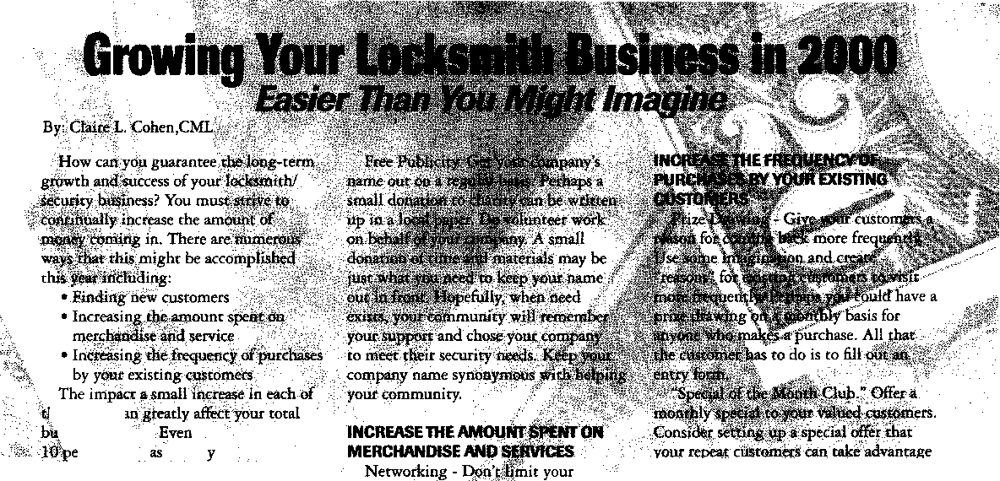 Growing Your Locksmith Business in 2000
Easier Than You Might Imagine
By: Claire L. Cohen,CML
How can you guarantee the long-term
growth and success of your locksmith/
security business? You must strive to
continually increase the amount of
money coming in. There are numerous
ways that this might be accomplished
this year including:
• Finding new customers
• Increasing the amount spent on
merchandise and service
• Increasing the frequency of purchases
by your existing customers
The impact a small increase in each of
in greatly affect your total
bu Even
10 pe as y
Free Publicity. Get your company's
name out on a regular basis. Perhaps a
small donation to charity can be written
up in a local paper. Do volunteer work
on behalf of your company. A small
donation of time and materials may be
just what you need to keep your name
out in front. Hopefully, when need
exists, your community will remember
your support and chose your company
to meet their security needs. Keep your
company name synonymous with helping
your community.
INCREASE THE AMOUNT SPENT ON
MERCHANDISE AND SERVICES
Networking - Don't limit your
INCREASE THE FREQUENCY OF
PURCHASES BY YOUR EXISTING
CUSTOMERS
Prize Drawing - Give your customers a
reason for coming back more frequently.
Use some imagination and create
"reasons" for existing customers to visit
more frequently. Perhaps you could have a
prize drawing on a monthly basis for
anyone who makes a purchase. All that
the customer has to do is to fill out an
entry form.
"Special of the Month Club." Offer a
monthly special to your valued customers.
Consider setting up a special offer that
your repeat customers can take advantage